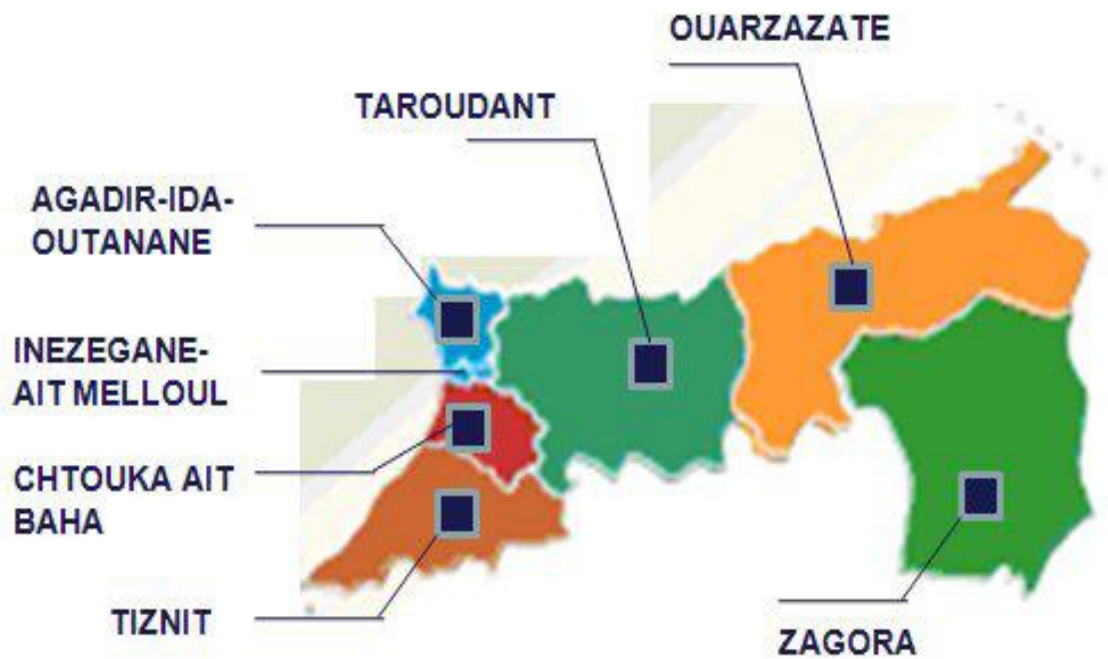 OUARZAZATE
TAROUDANT
AGADIR-IDA-
OUTANANE
INEZEGANE-
AIT MELLOUL
CHTOUKA AIT
BAHA
TIZNIT
ZAGORA